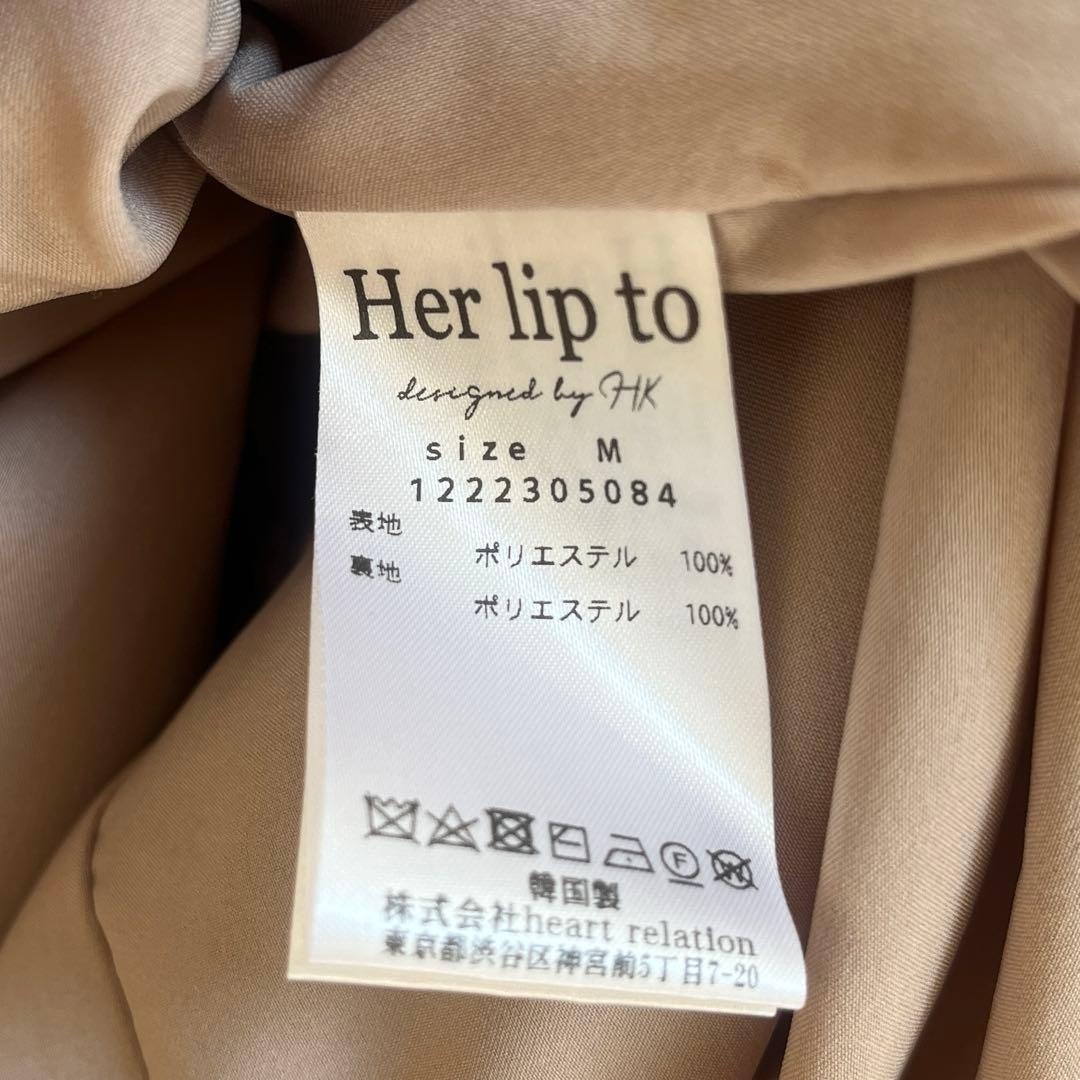 Her lip to
designed by HK
size M
1222305084
表地
ポリエステル 100%
裏地
ポリエステル 100%
F
W
韓国製
株式会社heart relation
東京都渋谷区神宮前5丁目7-20